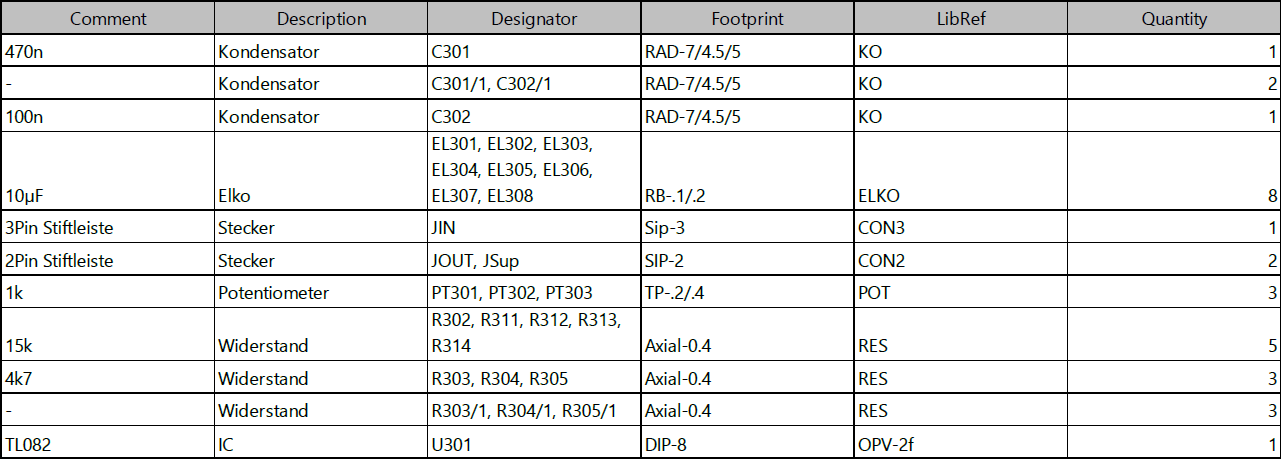 Comment Description Designator Footprint LibRef Quantity
470n Kondensator C301 RAD-7/4.5/5 KO 1
- Kondensator C301/1, C302/1 RAD-7/4.5/5 KO 2
100n Kondensator C302 RAD-7/4.5/5 KO 1
EL301, EL302, EL303,
EL304, EL305, EL306,
10µF Elko EL307, EL308 RB-.1/.2 ELKO 8
3Pin Stiftleiste Stecker JIN Sip-3 CON3 1
2Pin Stiftleiste Stecker JOUT, JSup SIP-2 CON2 2
1k Potentiometer PT301, PT302, PT303 TP-.2/.4 POT 3
R302, R311, R312, R313,
15k Widerstand R314 Axial-0.4 RES 5
4k7 Widerstand R303, R304, R305 Axial-0.4 RES 3
- Widerstand R303/1, R304/1, R305/1 Axial-0.4 RES 3
TL082 IC U301 DIP-8 OPV-2f 1